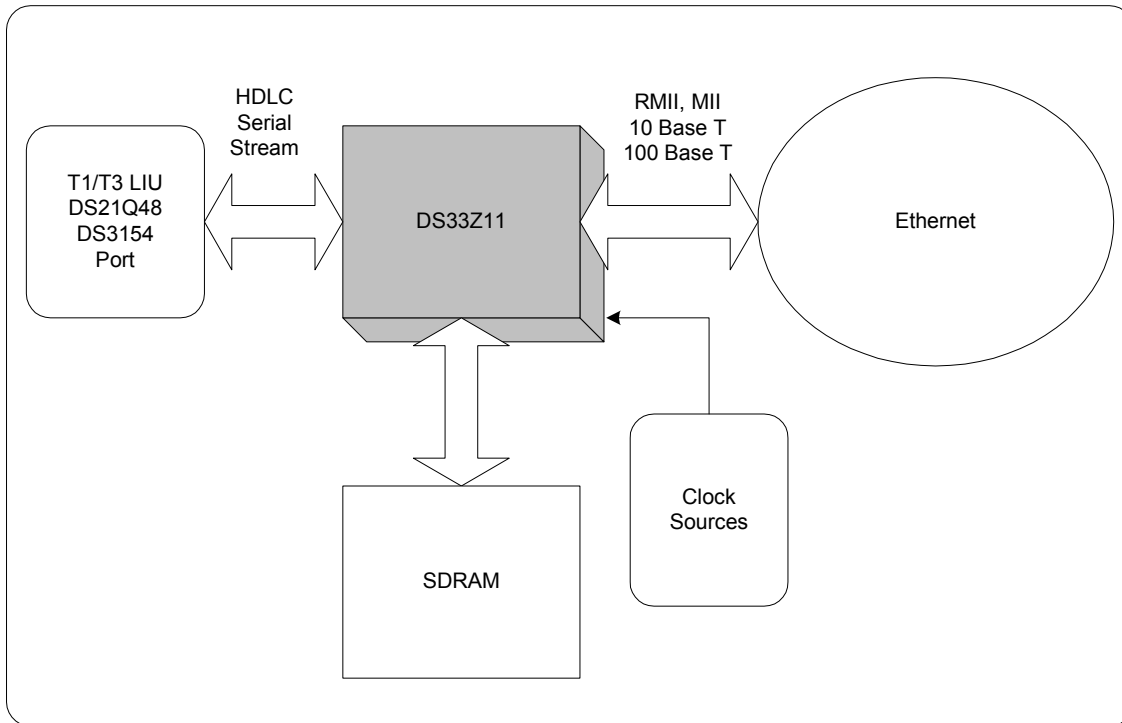 HDLC
Serial
Stream
RMII, MII
10 Base T
100 Base T
T1/T3 LIU
DS21Q48
DS3154
Port
DS33Z11
Ethernet
Clock
Sources
SDRAM